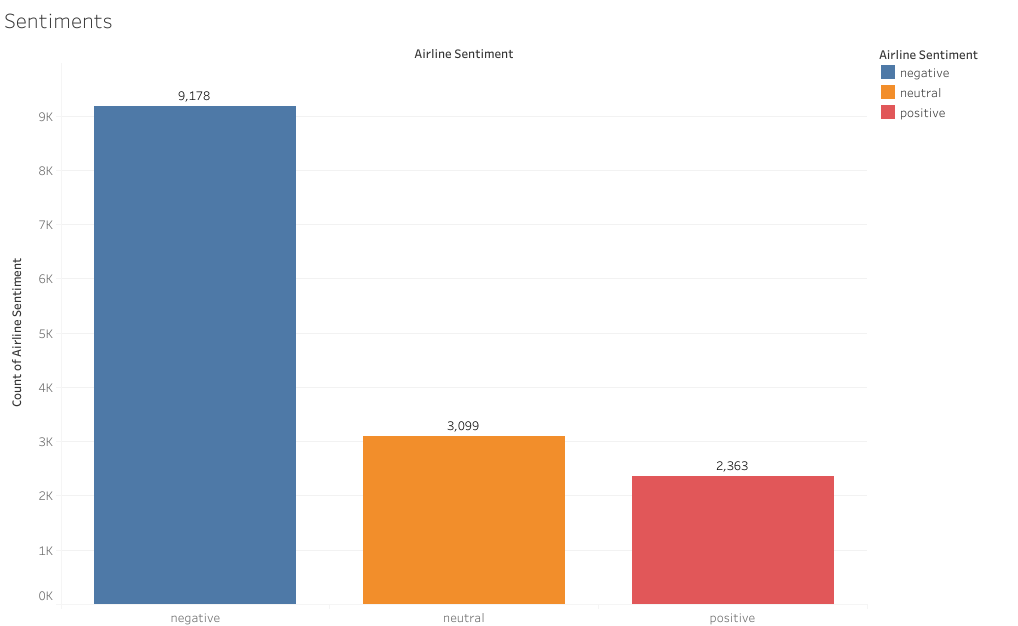 Sentiments
Airline Sentiment
Airline Sentiment
negative
neutral
positive
Count of Airline Sentiment
9K
8K
7K
6K
5K
4K
3K
2K
1K
0K
9,178
3,099
2,363
negative
neutral
positive